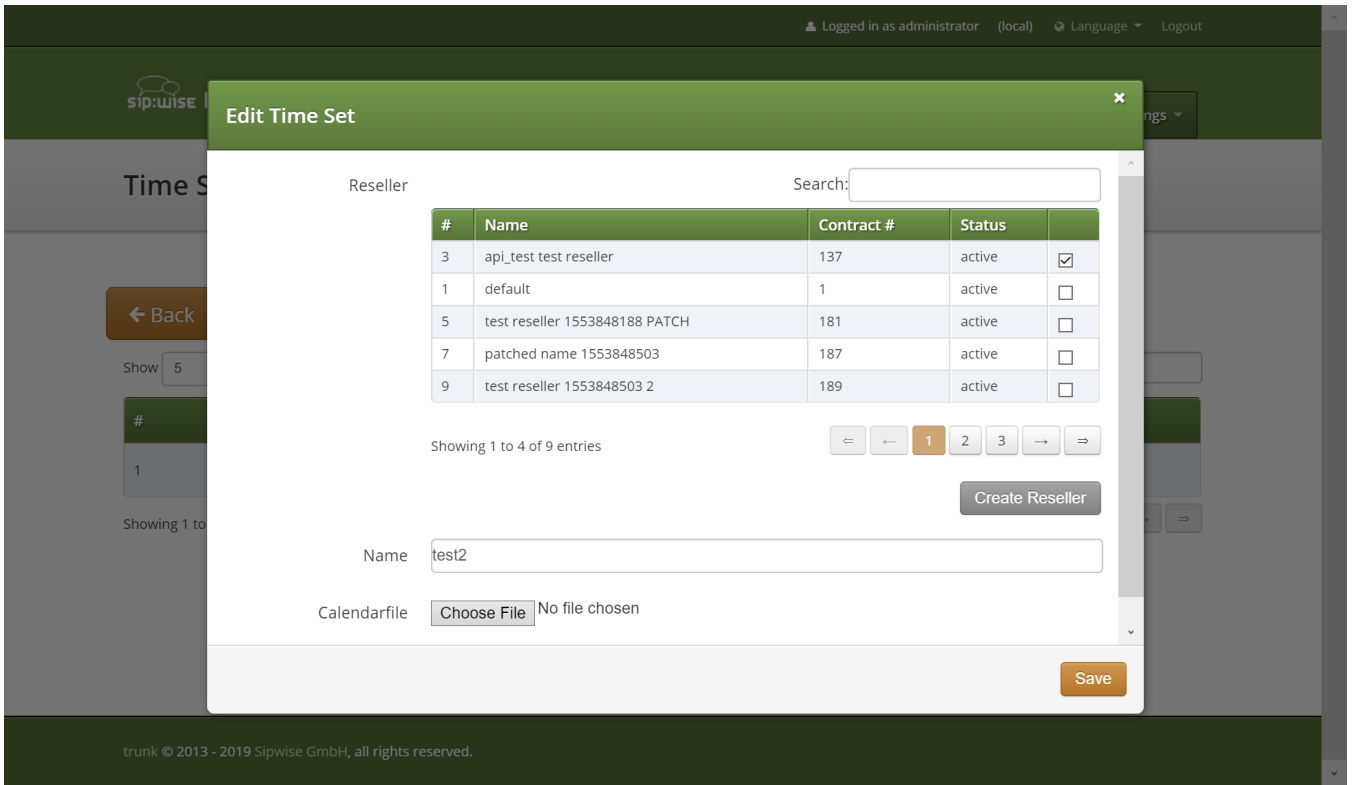 Logged in as administrator (local) Language Logout
sip:wise
ngs
Edit Time Set ×
Time S
Reseller Search:
# Name Contract # Status
3 api_test test reseller 137 active
1 default 1 active
5 test reseller 1553848188 PATCH 181 active
7 patched name 1553848503 187 active
9 test reseller 1553848503 2 189 active
← Back
Show 5
#
1
Showing 1 to 4 of 9 entries ⇐ ← 1 2 3 → ⇒
Create Reseller
Showing 1 to ⇒
Name test2
Calendarfile Choose File No file chosen
Save
trunk © 2013 - 2019 Sipwise GmbH, all rights reserved.